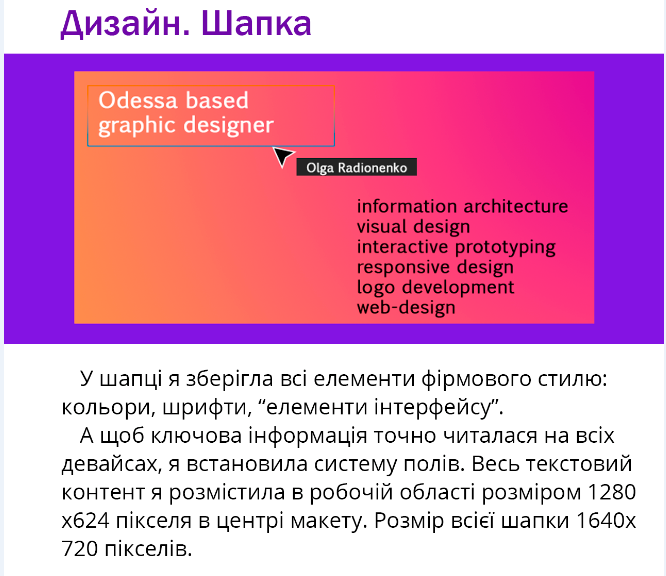 Дизайн. Шапка
Odessa based
graphic designer
Olga Radionenko
information architecture
visual design
interactive prototyping
responsive design
logo development
web-design
У шапці я зберігла всі елементи фірмового стилю:
кольори, шрифти, “елементи інтерфейсу”.
А щоб ключова інформація точно читалася на всіх
девайсах, я встановила систему полів. Весь текстовий
контент я розмістила в робочій області розміром 1280
х624 пікселя в центрі макету. Розмір всієї шапки 1640х
720 пікселів.